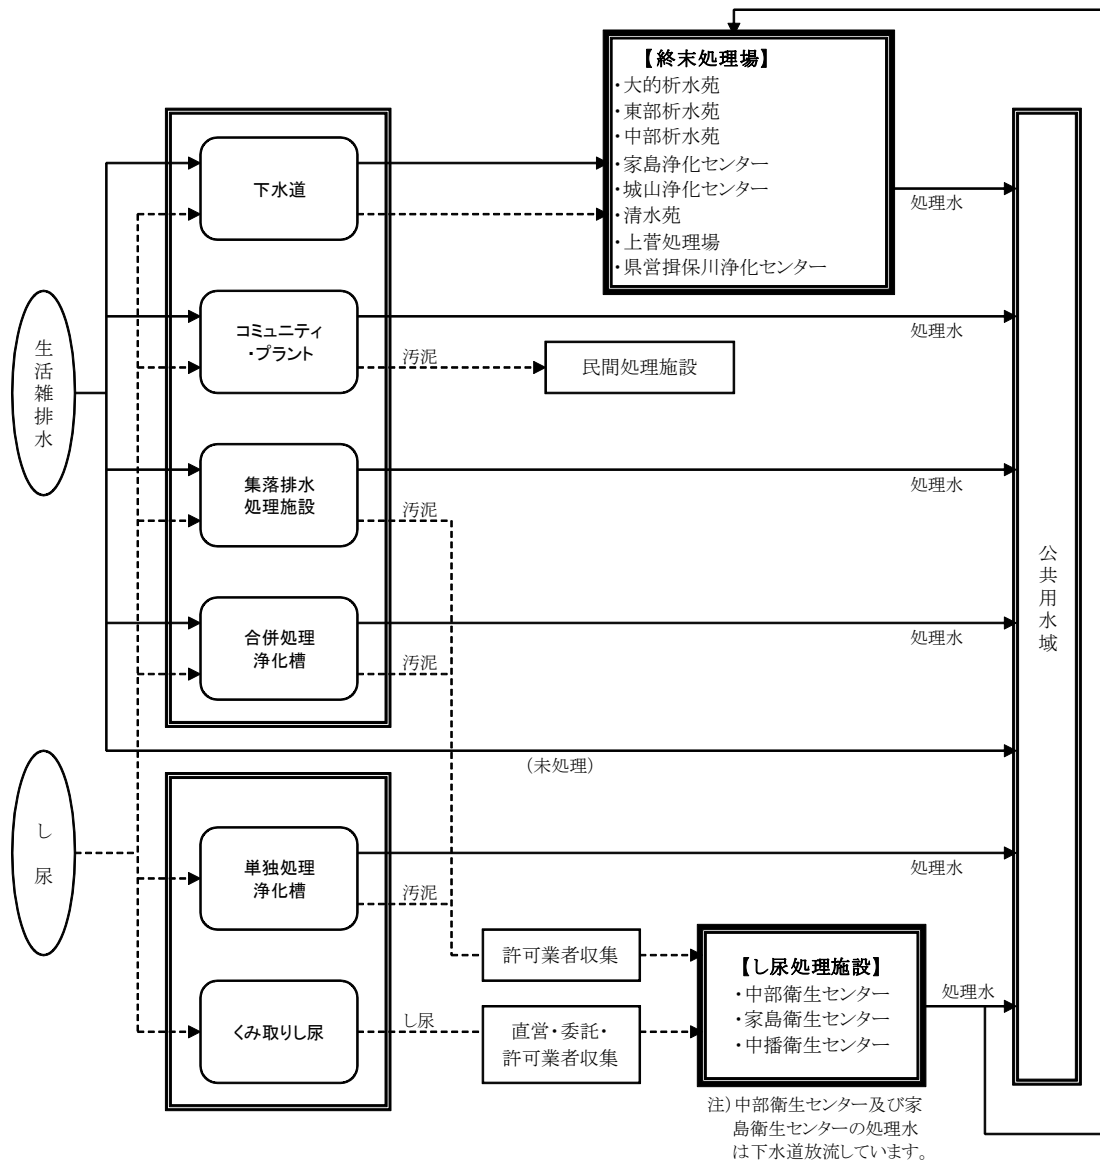 【終末処理場】
・大的析水苑
・東部析水苑
・中部析水苑
・家島浄化センター
・城山浄化センター
・清水苑
・上菅処理場
・県営揖保川浄化センター
処理水
下水道
生活雑排水
コミュニティ
・プラント
処理水
汚泥
民間処理施設
集落排水
処理施設
処理水
汚泥
公共用水域
合併処理
浄化槽
処理水
汚泥
(未処理)
し尿
単独処理
浄化槽
処理水
汚泥
許可業者収集
【し尿処理施設】
・中部衛生センター
・家島衛生センター
・中播衛生センター
処理水
くみ取りし尿
し尿
直営・委託・
許可業者収集
注)中部衛生センター及び家
島衛生センターの処理水
は下水道放流しています。